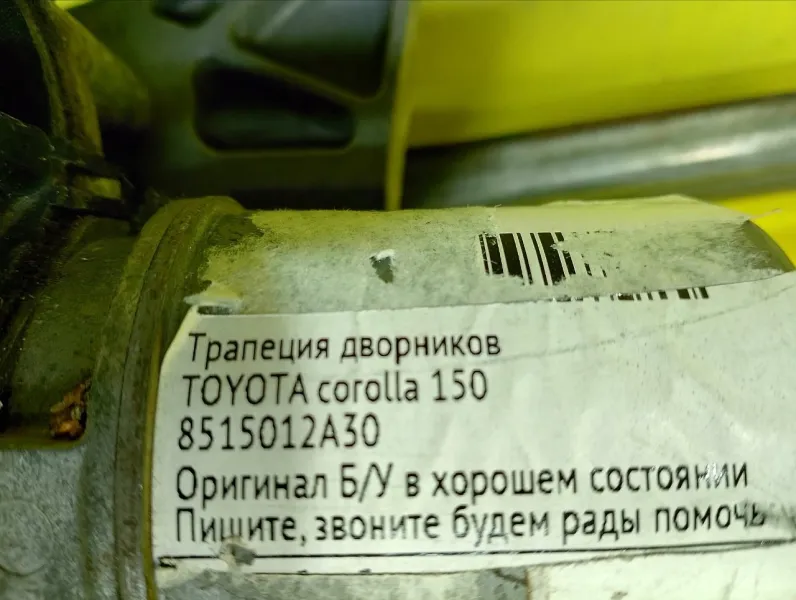 Трапеция дворников
TOYOTA corolla 150
8515012A30
Оригинал Б/У в хорошем состоянии
Пишите, звоните будем рады помочь